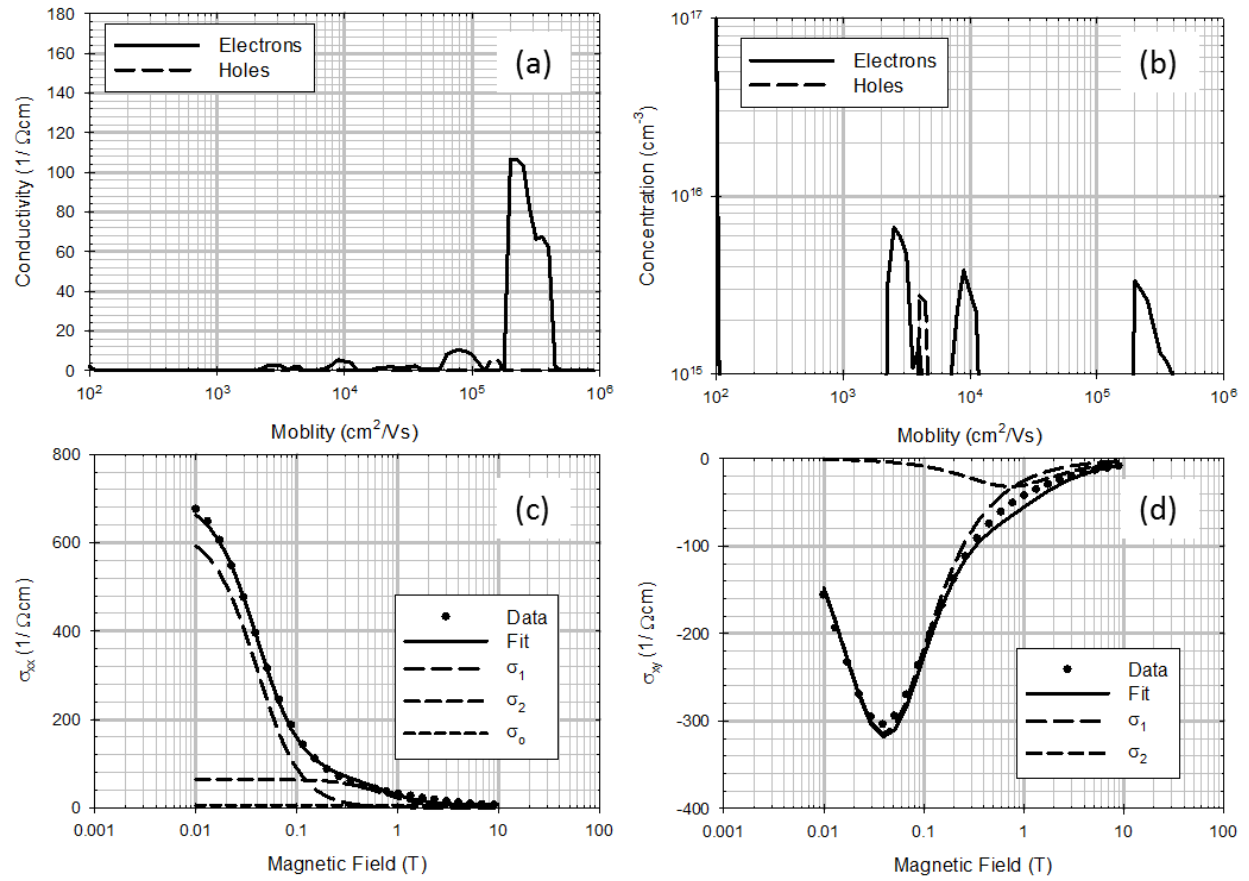 180
160
140
120
100
80
60
40
20
0
Conductivity (1/ Ωcm)
Electrons
Holes
(a)
10² 10³ 10⁴ 10⁵ 10⁶
Moblity (cm²/Vs)
10¹⁷
10¹⁶
10¹⁵
Concentration (cm⁻³)
Electrons
Holes
(b)
10² 10³ 10⁴ 10⁵ 10⁶
Moblity (cm²/Vs)
800
600
400
200
0
σxx (1/ Ωcm)
(c)
Data
Fit
σ₁
σ₂
σₒ
0.001 0.01 0.1 1 10 100
Magnetic Field (T)
0
-100
-200
-300
-400
σxy (1/ Ωcm)
(d)
Data
Fit
σ₁
σ₂
0.001 0.01 0.1 1 10 100
Magnetic Field (T)